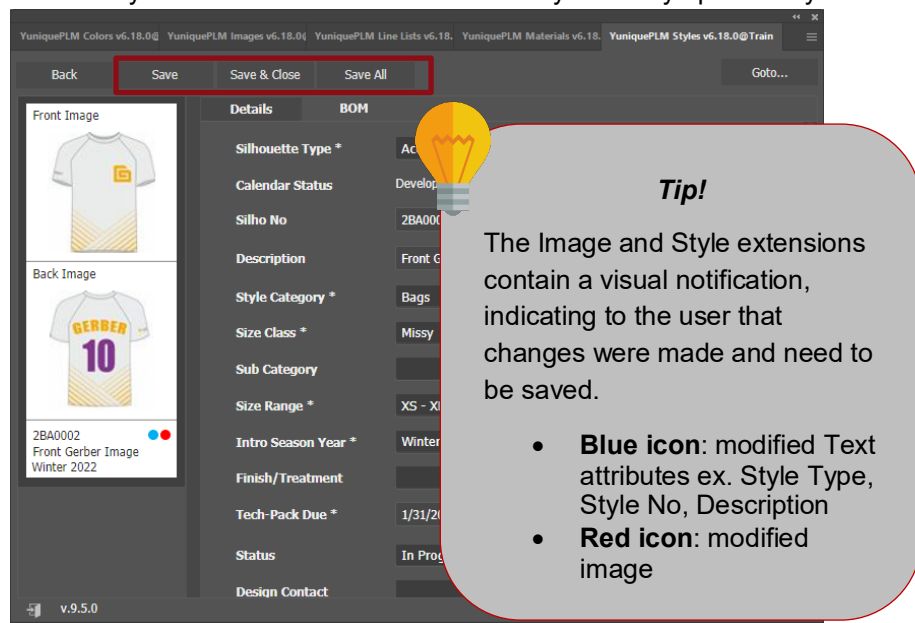 YuniquePLM Colors v6.18.0@ YuniquePLM Images v6.18.0( YuniquePLM Line Lists v6.18. YuniquePLM Materials v6.18. YuniquePLM Styles v6.18.0@Train
Back Save Save & Close Save All Goto...
Front Image
G
Back Image
GERBER
10
2BA0002
Front Gerber Image
Winter 2022
Details BOM
Silhouette Type *
Calendar Status
Silho No
Description Front
Style Category * Bags
Size Class * Missy
Sub Category
Size Range * XS -
Intro Season Year * Winter
Finish/Treatment
Tech-Pack Due *
Status In
Design Contact
v.9.5.0
Tip!
The Image and Style extensions
contain a visual notification,
indicating to the user that
changes were made and need to
be saved.
• Blue icon: modified Text
attributes ex. Style Type,
Style No, Description
• Red icon: modified
image